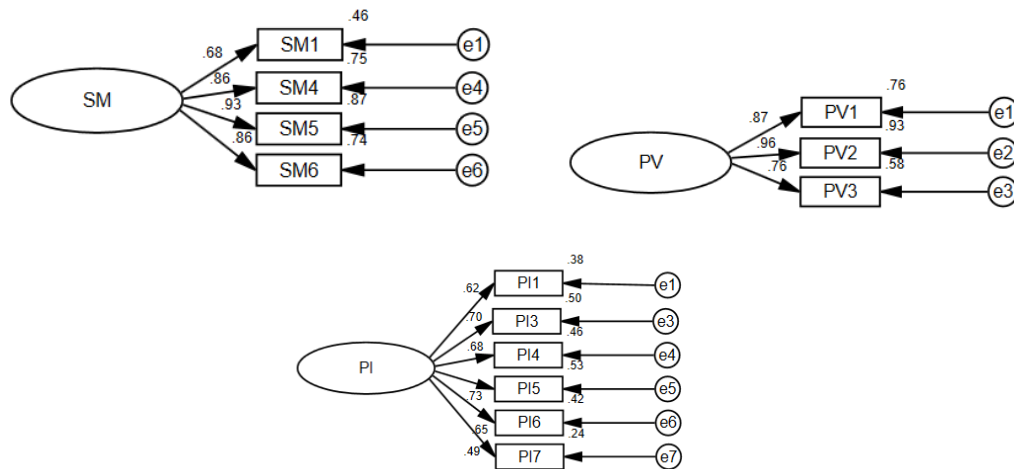 .46
.68
SM1
e1
.75
.86
SM4
e4
SM
.93
.87
SM5
e5
.86
.74
SM6
e6
.76
.87
PV1
e1
.93
.96
PV2
e2
PV
.76
.58
PV3
e3
.38
.62
PI1
e1
.50
.70
PI3
e3
.46
.68
PI4
e4
PI
.53
PI5
e5
.73
.42
PI6
e6
.65
.24
.49
PI7
e7